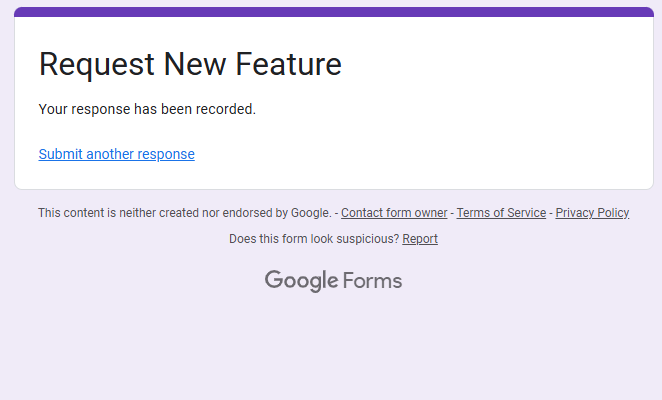 Request New Feature
Your response has been recorded.
Submit another response
This content is neither created nor endorsed by Google. - Contact form owner - Terms of Service - Privacy Policy
Does this form look suspicious? Report
Google Forms